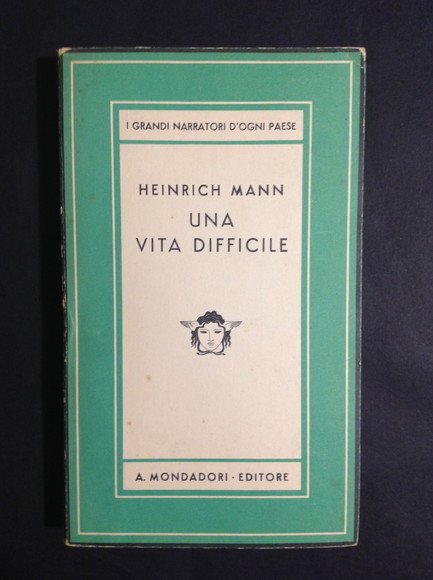 I GRANDI NARRATORI D'OGNI PAESE
HEINRICH MANN
UNA
VITA DIFFICILE
A. MONDADORI · EDITORE